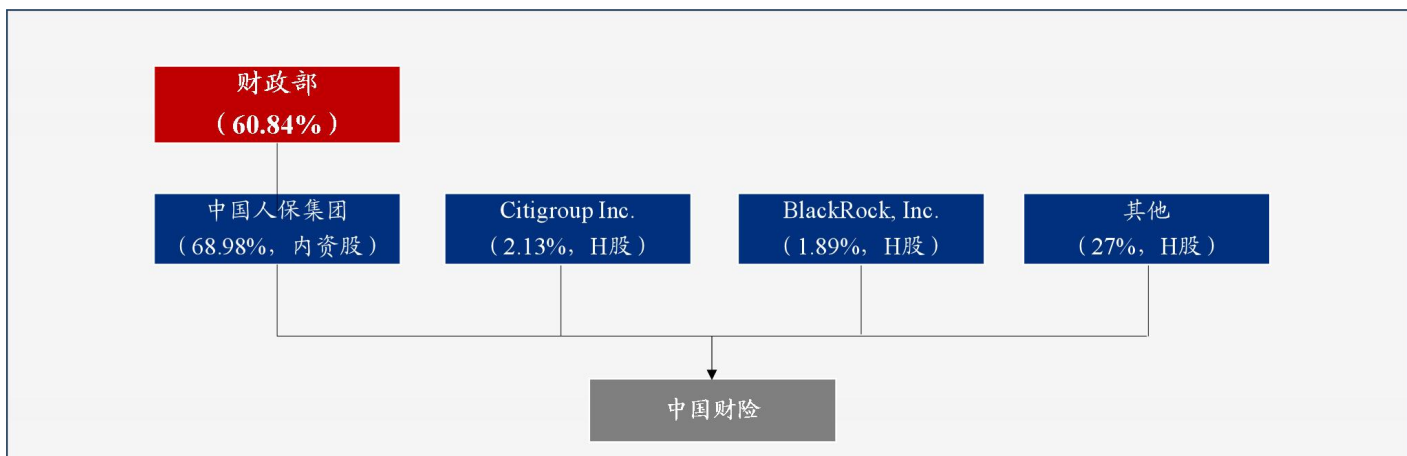 财政部
（60.84%）
中国人保集团
（68.98%，内资股）
Citigroup Inc.
（2.13%，H股）
BlackRock, Inc.
（1.89%，H股）
其他
（27%，H股）
中国财险